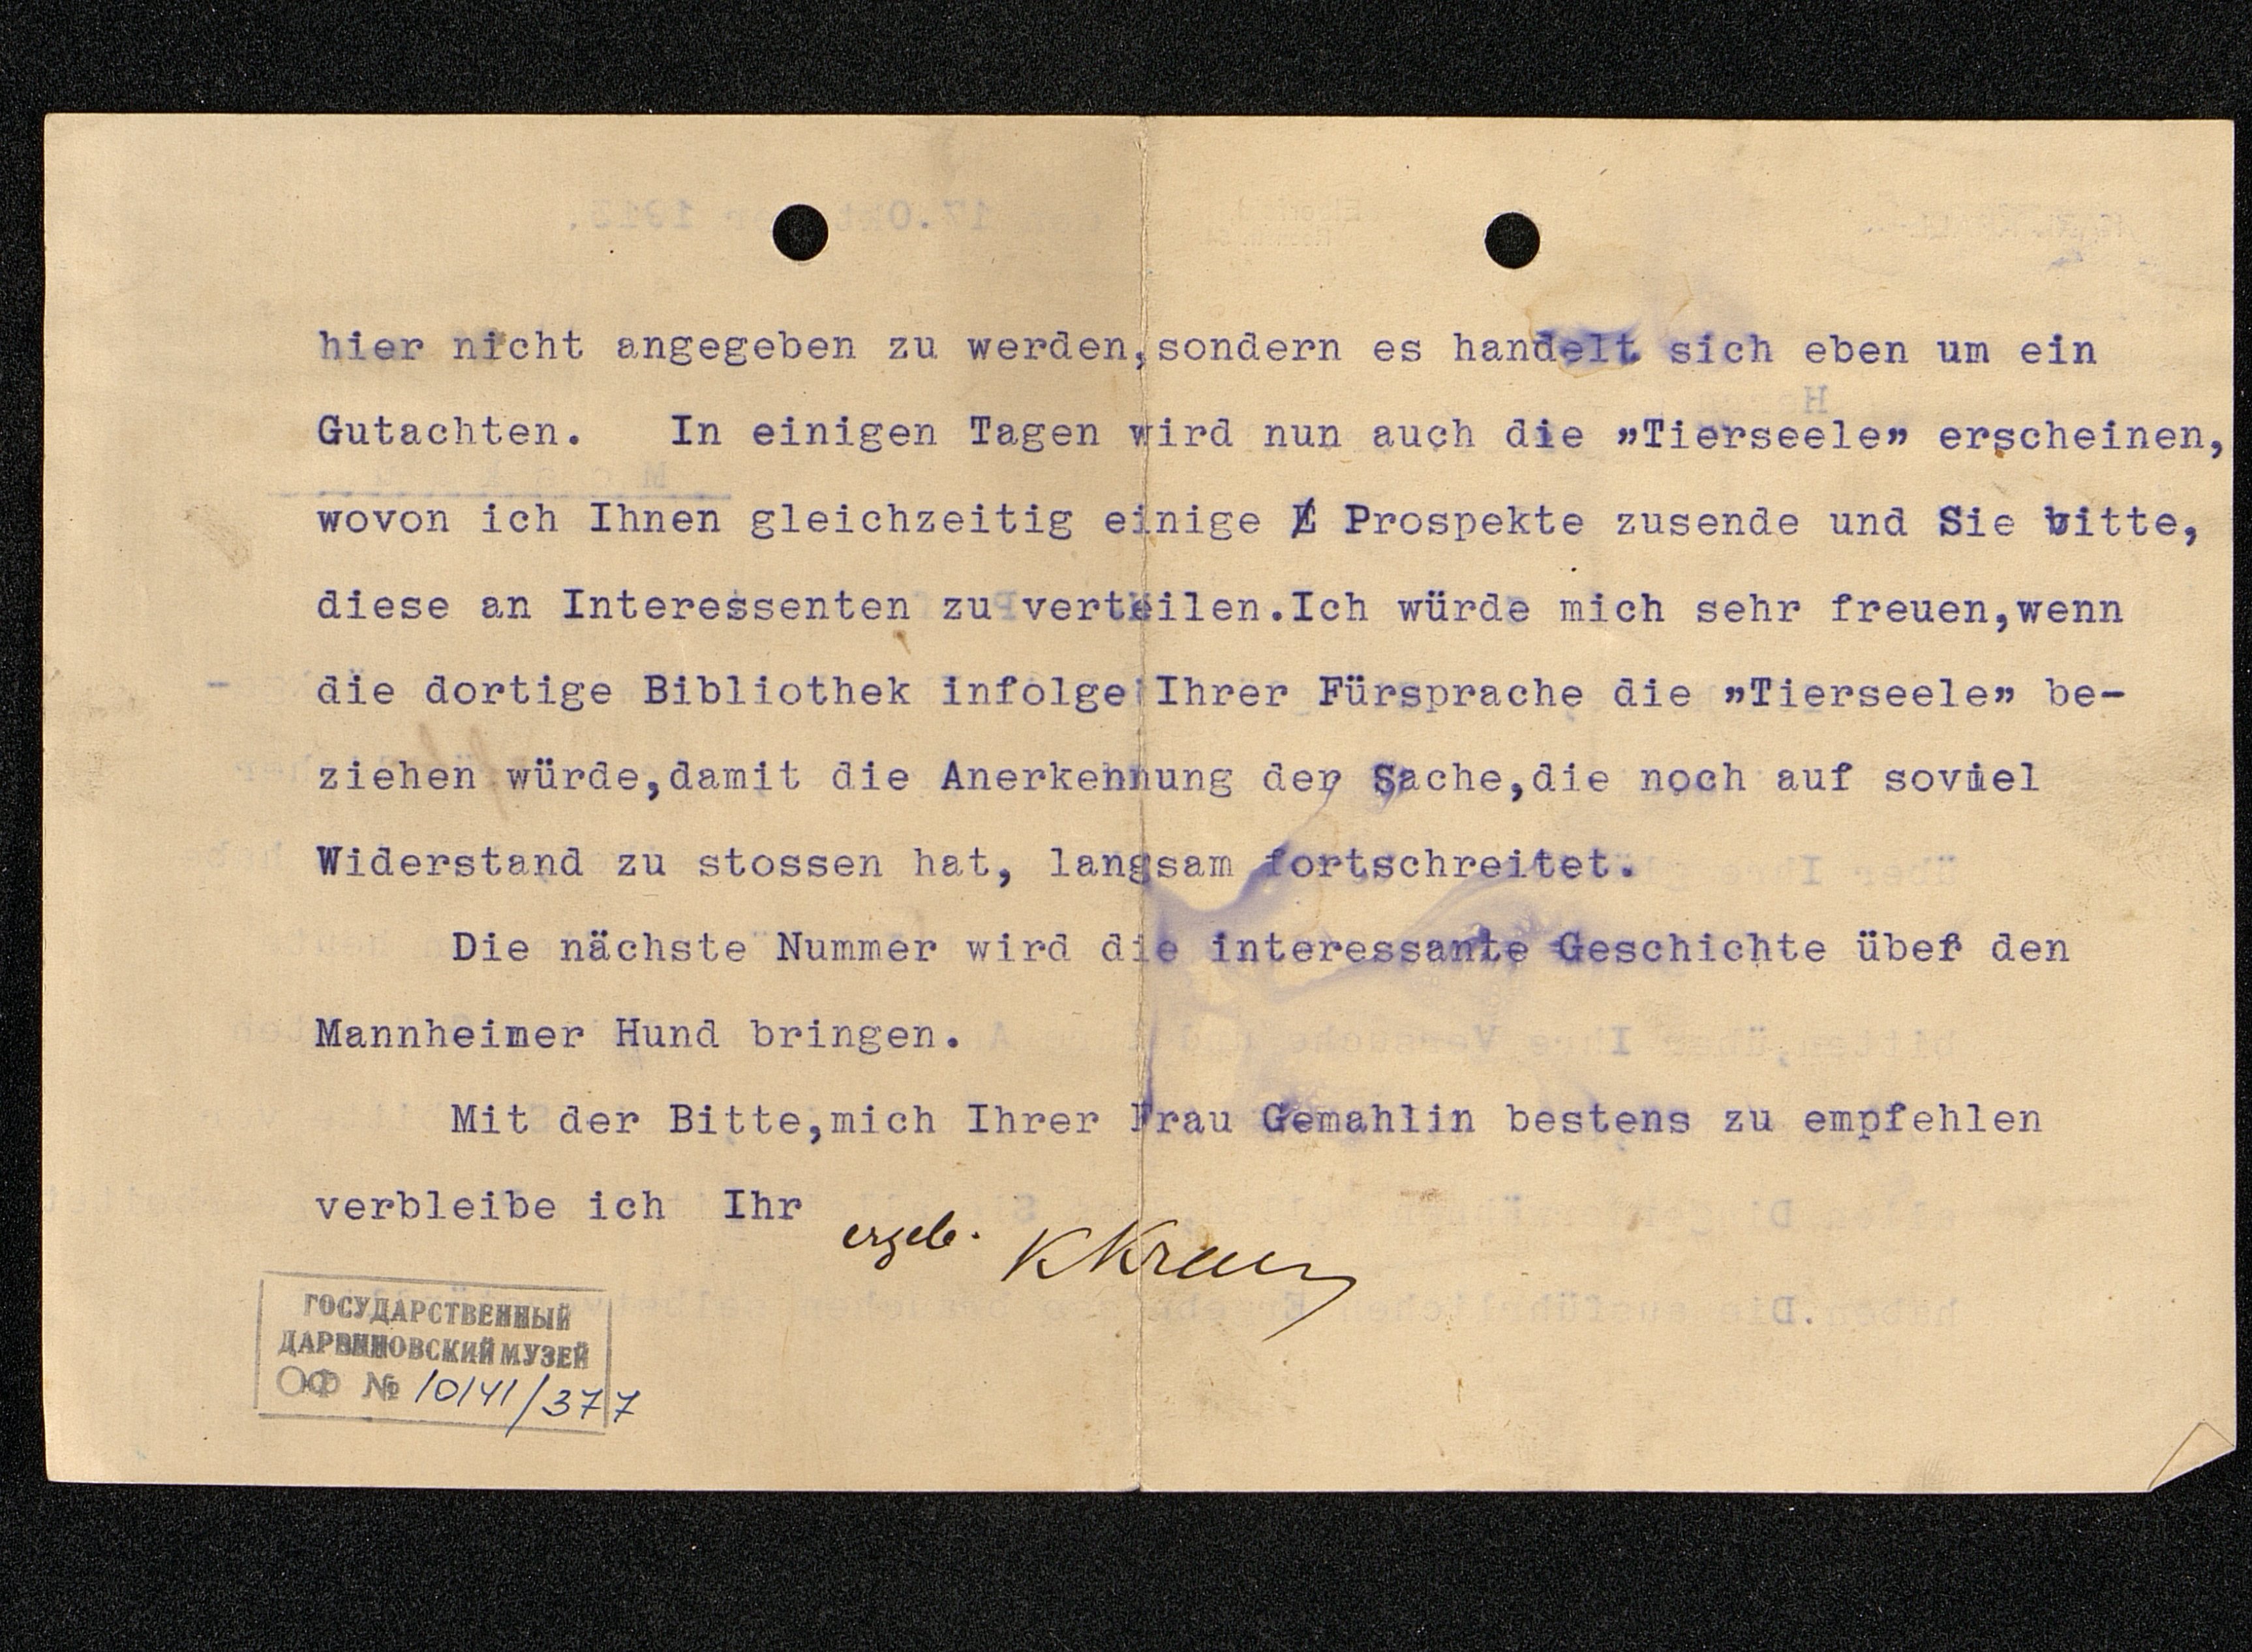 hier nicht angegeben zu werden,sondern es handelt sich eben um ein
Gutachten. In einigen Tagen wird nun auch die „Tierseele” erscheinen,
wovon ich Ihnen gleichzeitig einige Prospekte zusende und Sie bitte,
diese an Interessenten zu verteilen.Ich würde mich sehr freuen,wenn
die dortige Bibliothek infolge Ihrer Fürsprache die „Tierseele” be-
ziehen würde,damit die Anerkennung der Sache,die noch auf soviel
Widerstand zu stossen hat, langsam fortschreitet.
Die nächste Nummer wird die interessante Geschichte über den
Mannheimer Hund bringen.
Mit der Bitte,mich Ihrer Frau Gemahlin bestens zu empfehlen
verbleibe ich Ihr
ergeb. K Krall
ГОСУДАРСТВЕННЫЙ
ДАРВИНОВСКИЙ МУЗЕЙ
ОФ № 10141/377